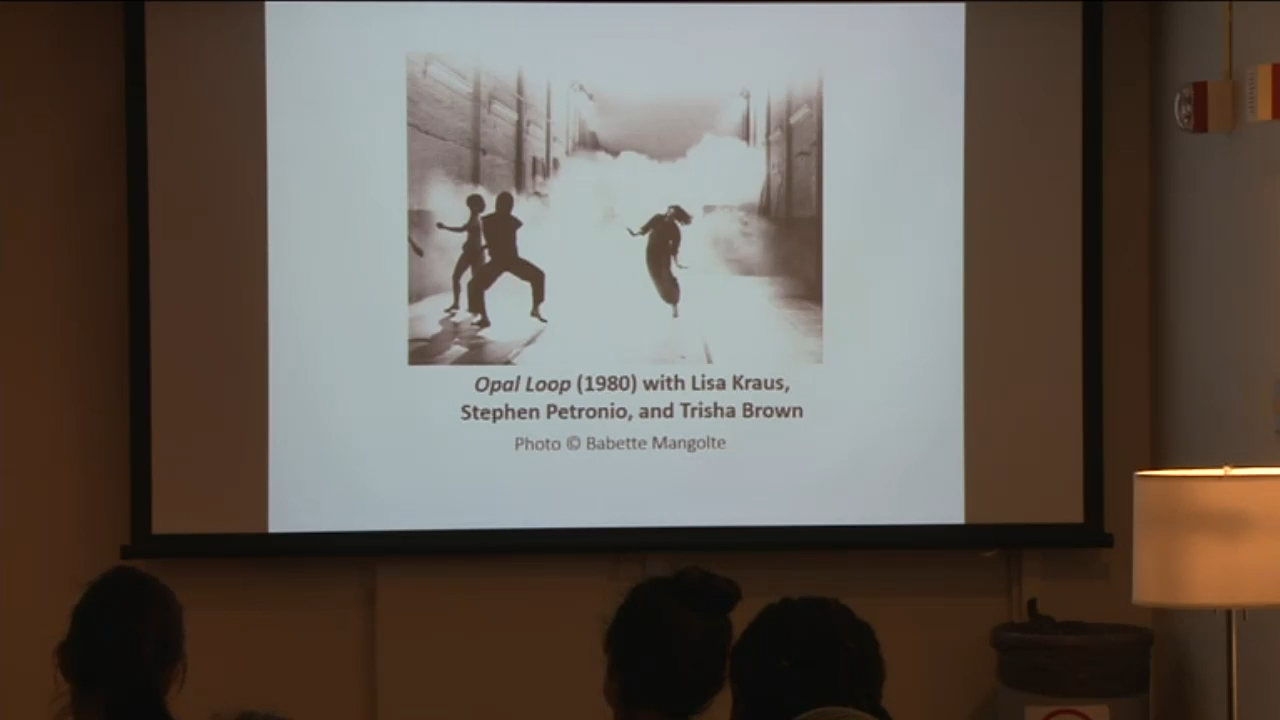 Opal Loop (1980) with Lisa Kraus,
Stephen Petronio, and Trisha Brown
Photo © Babette Mangolte